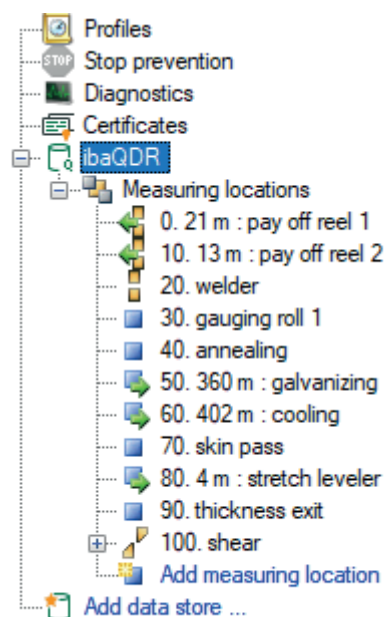 Profiles
STOP Stop prevention
Diagnostics
Certificates
ibaQDR
Measuring locations
0. 21 m : pay off reel 1
10. 13 m : pay off reel 2
20. welder
30. gauging roll 1
40. annealing
50. 360 m : galvanizing
60. 402 m : cooling
70. skin pass
80. 4 m : stretch leveler
90. thickness exit
100. shear
Add measuring location
Add data store ...